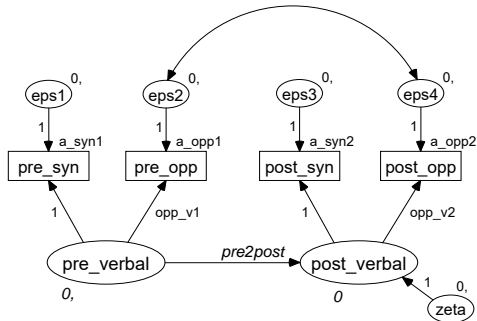 0, 0, 0, 0,
eps1 eps2 eps3 eps4
1 1 1 1
a_syn1 a_opp1 a_syn2 a_opp2
pre_syn pre_opp post_syn post_opp
1 opp_v1 1 opp_v2
pre2post
pre_verbal post_verbal
0, 0
1 0,
zeta